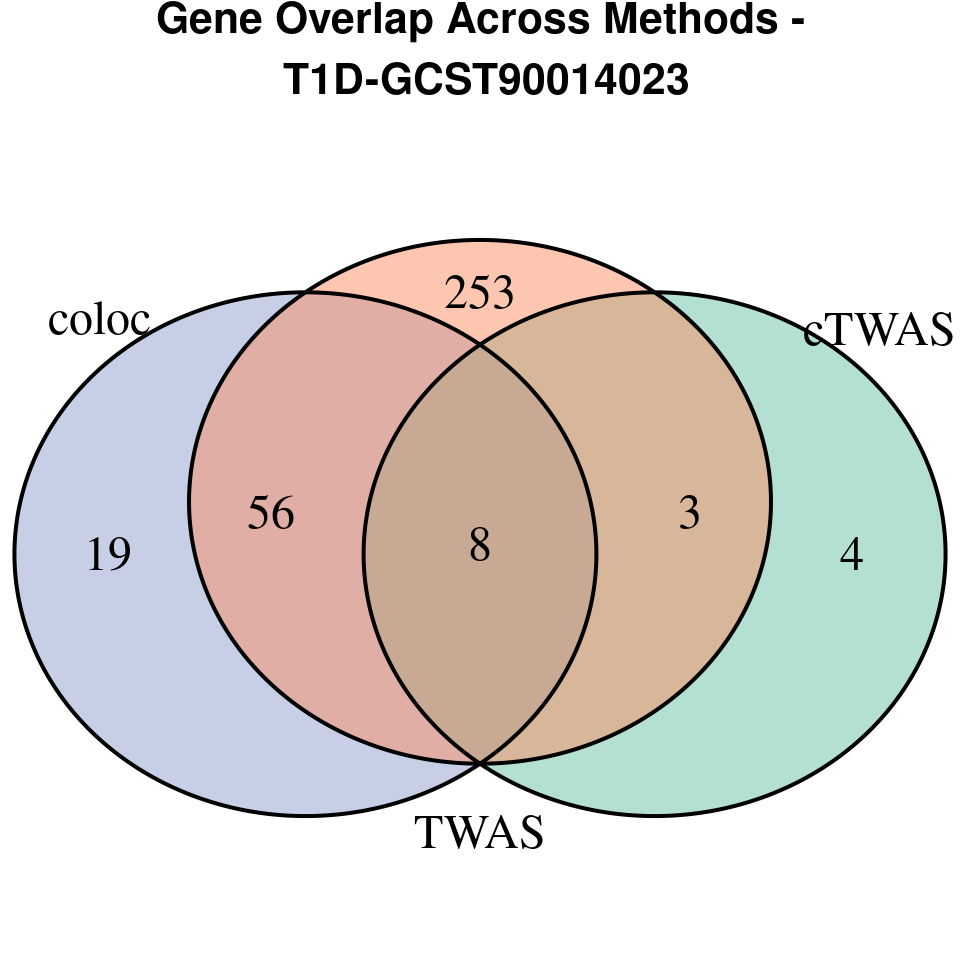 Gene Overlap Across Methods -
T1D-GCST90014023
253
coloc
cTWAS
56
3
8
19
4
TWAS